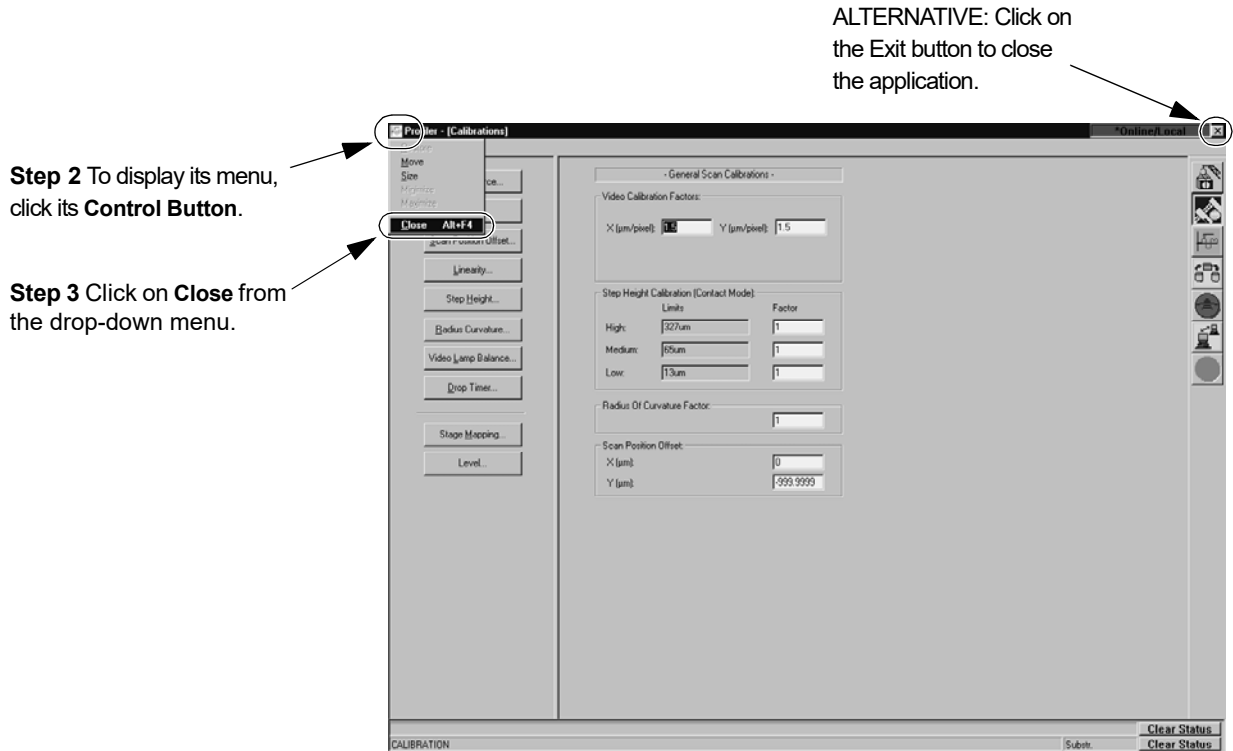 ALTERNATIVE: Click on
the Exit button to close
the application.
Profiler - [Calibrations]
*Online/Local
Step 2 To display its menu,
click its Control Button.
Move
Size
Minimize
Maximize
Close Alt+F4
Step 3 Click on Close from
the drop-down menu.
Scan Position Offset...
Linearity...
Step Height...
Radius Curvature...
Video Lamp Balance...
Drop Timer...
Stage Mapping...
Level...
- General Scan Calibrations -
Video Calibration Factors:
X (µm/pixel): 1.5 Y (µm/pixel): 1.5
Step Height Calibration (Contact Mode):
Limits Factor
High: 327um 1
Medium: 65um 1
Low: 13um 1
Radius Of Curvature Factor:
1
Scan Position Offset:
X (µm): 0
Y (µm): -999.9999
Clear Status
CALIBRATION Substr. Clear Status